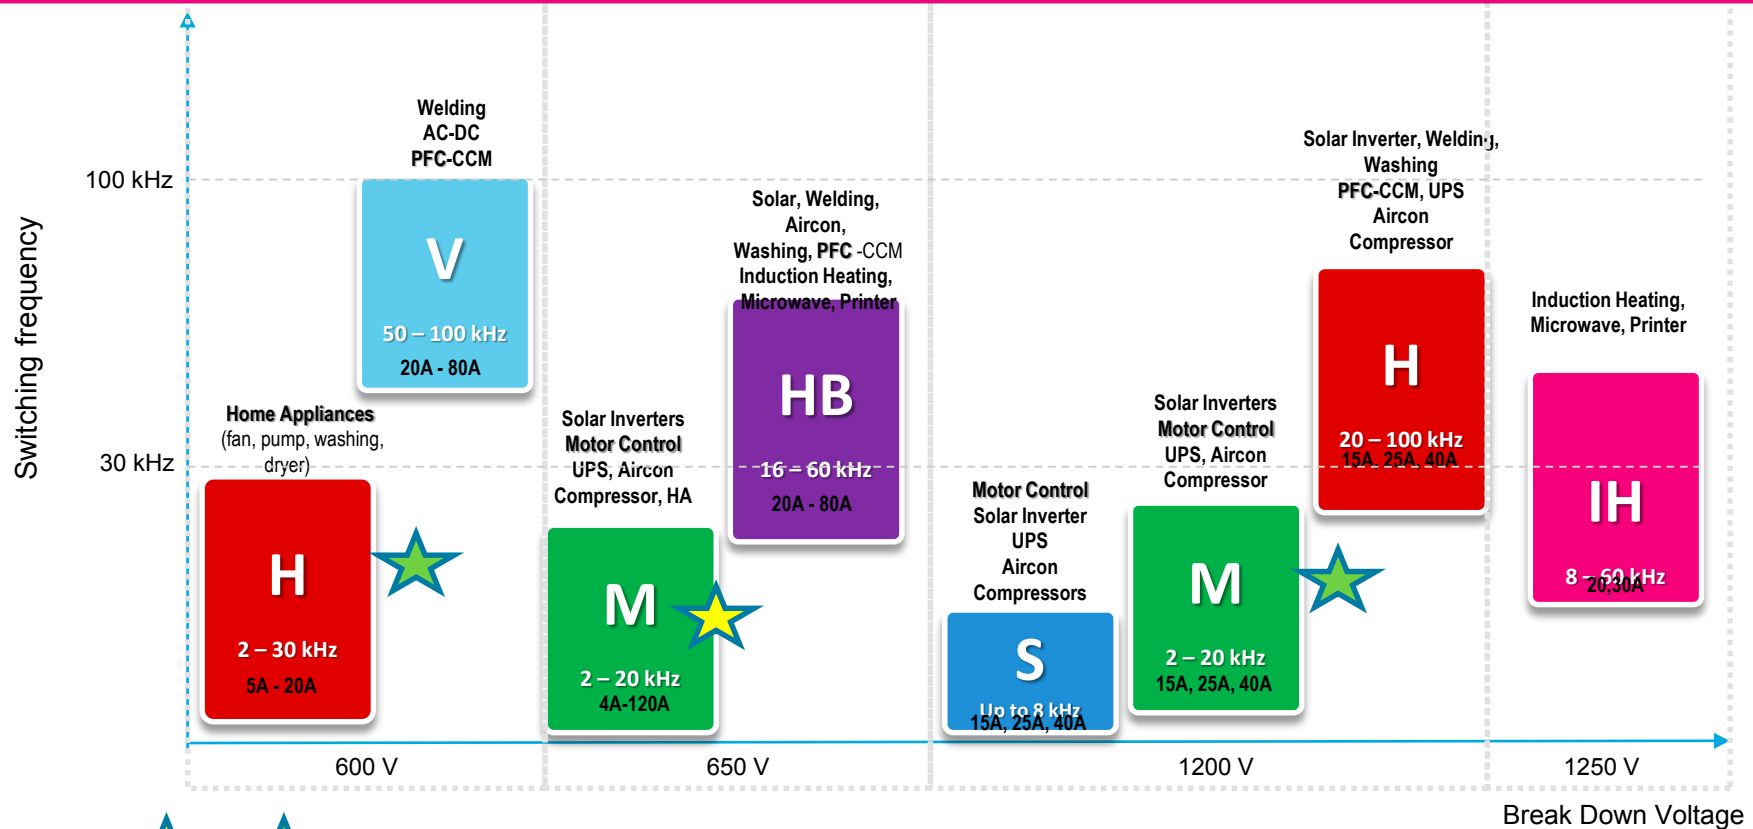 Switching frequency
100 kHz
30 kHz
Welding
AC-DC
PFC-CCM
V
50 – 100 kHz
20A - 80A
Home Appliances
(fan, pump, washing,
dryer)
H
2 – 30 kHz
5A - 20A
Solar Inverters
Motor Control
UPS, Aircon
Compressor, HA
M
2 – 20 kHz
4A-120A
Solar, Welding,
Aircon,
Washing, PFC -CCM
Induction Heating,
Microwave, Printer
HB
16 – 60 kHz
20A - 80A
Motor Control
Solar Inverter
UPS
Aircon
Compressors
S
Up to 8 kHz
15A, 25A, 40A
Solar Inverters
Motor Control
UPS, Aircon
Compressor
M
2 – 20 kHz
15A, 25A, 40A
Solar Inverter, Welding,
Washing
PFC-CCM, UPS
Aircon
Compressor
H
20 – 100 kHz
15A, 25A, 40A
Induction Heating,
Microwave, Printer
IH
8 – 60 kHz
20,30A
600 V
650 V
1200 V
1250 V
Break Down Voltage